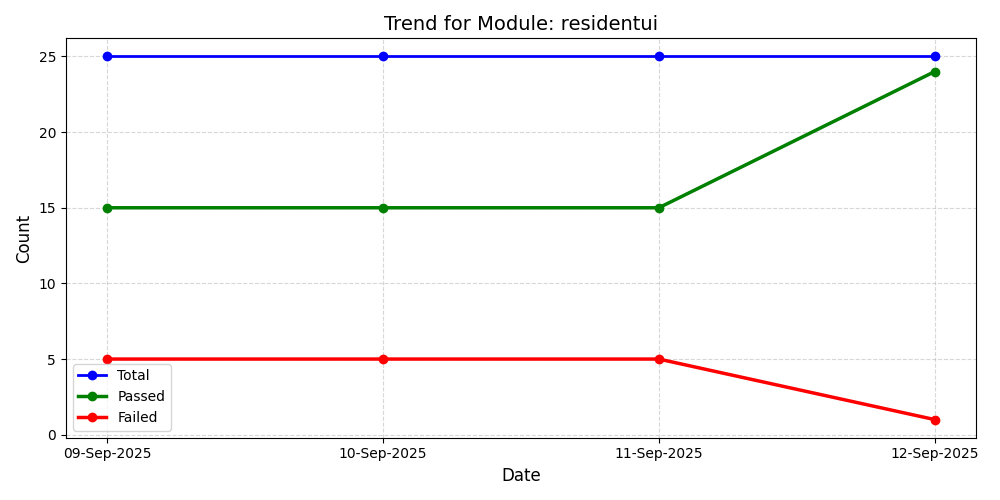 Trend for Module: residentui
Count
25
20
15
10
5
0
Total
Passed
Failed
09-Sep-2025
10-Sep-2025
11-Sep-2025
12-Sep-2025
Date